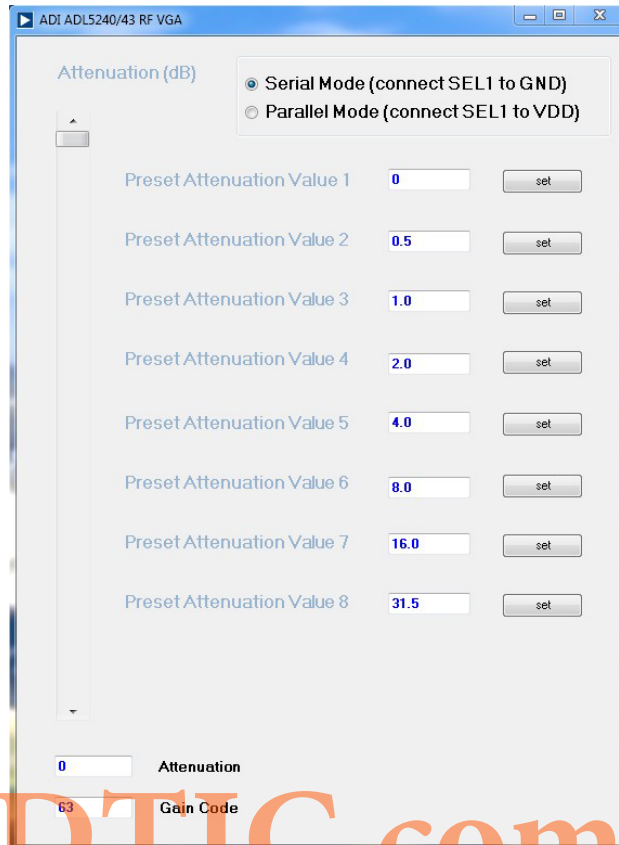 ADI ADL5240/43 RF VGA
Attenuation (dB)
Serial Mode (connect SEL1 to GND)
Parallel Mode (connect SEL1 to VDD)
Preset Attenuation Value 1 0 set
Preset Attenuation Value 2 0.5 set
Preset Attenuation Value 3 1.0 set
Preset Attenuation Value 4 2.0 set
Preset Attenuation Value 5 4.0 set
Preset Attenuation Value 6 8.0 set
Preset Attenuation Value 7 16.0 set
Preset Attenuation Value 8 31.5 set
0 Attenuation
63 Gain Code
DTIC.com